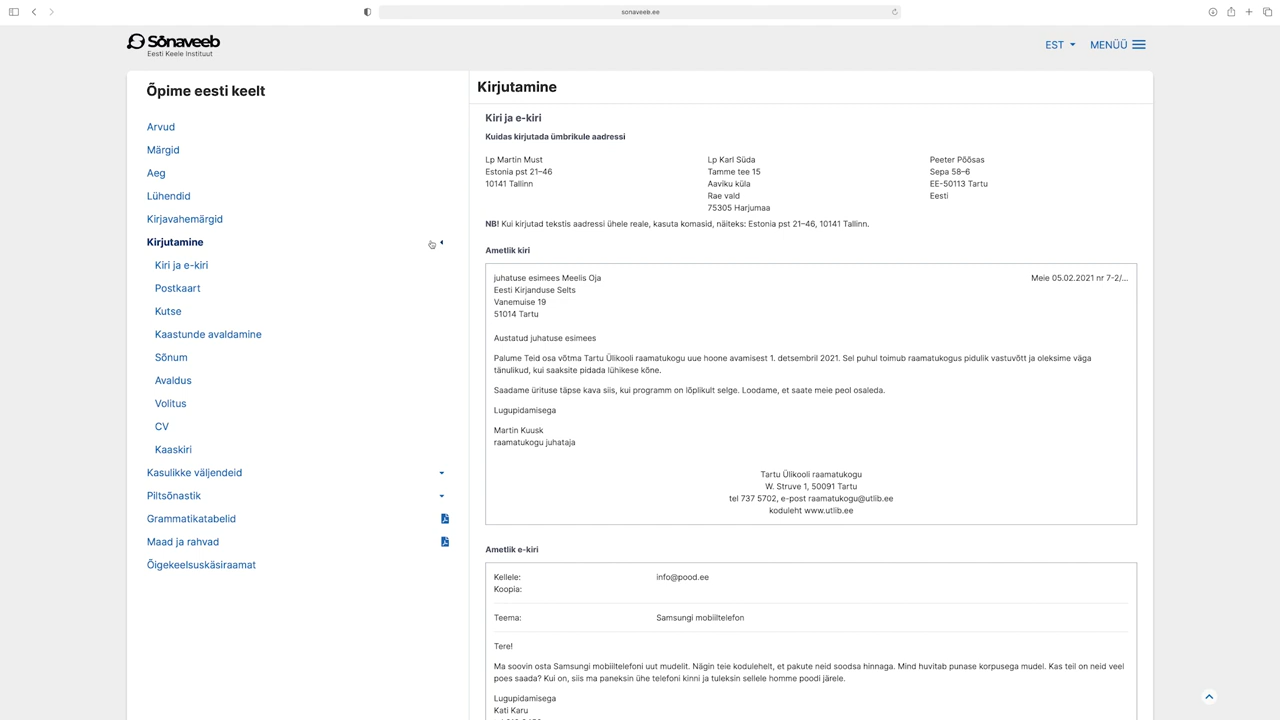 sonaveeb.ee
Sõnaveeb
Eesti Keele Instituut
EST
MENÜÜ
Õpime eesti keelt
Arvud
Märgid
Aeg
Lühendid
Kirjavahemärgid
Kirjutamine
Kiri ja e-kiri
Postkaart
Kutse
Kaastunde avaldamine
Sõnum
Avaldus
Volitus
CV
Kaaskiri
Kasulikke väljendeid
Piltsõnastik
Grammatikatabelid
Maad ja rahvad
Õigekeelsuskäsiraamat
Kirjutamine
Kiri ja e-kiri
Kuidas kirjutada ümbrikule aadressi
Lp Martin Must
Estonia pst 21–46
10141 Tallinn
Lp Karl Süda
Tamme tee 15
Aaviku küla
Rae vald
75305 Harjumaa
Peeter Põõsas
Sepa 58–6
EE-50113 Tartu
Eesti
NB! Kui kirjutad tekstis aadressi ühele reale, kasuta komasid, näiteks: Estonia pst 21–46, 10141 Tallinn.
Ametlik kiri
juhatuse esimees Meelis Oja
Meie 05.02.2021 nr 7-2/...
Eesti Kirjanduse Selts
Vanemuise 19
51014 Tartu
Austatud juhatuse esimees
Palume Teid osa võtma Tartu Ülikooli raamatukogu uue hoone avamisest 1. detsembril 2021. Sel puhul toimub raamatukogus pidulik vastuvõtt ja oleksime väga
tänulikud, kui saaksite pidada lühikese kõne.
Saadame ürituse täpse kava siis, kui programm on lõplikult selge. Loodame, et saate meie peol osaleda.
Lugupidamisega
Martin Kuusk
raamatukogu juhataja
Tartu Ülikooli raamatukogu
W. Struve 1, 50091 Tartu
tel 737 5702, e-post raamatukogu@utlib.ee
koduleht www.utlib.ee
Ametlik e-kiri
Kellele: info@pood.ee
Koopia:
Teema: Samsungi mobiiltelefon
Tere!
Ma soovin osta Samsungi mobiiltelefoni uut mudelit. Nägin teie kodulehelt, et pakute neid soodsa hinnaga. Mind huvitab punase korpusega mudel. Kas teil on neid veel
poes saada? Kui on, siis ma paneksin ühe telefoni kinni ja tuleksin sellele homme poodi järele.
Lugupidamisega
Kati Karu